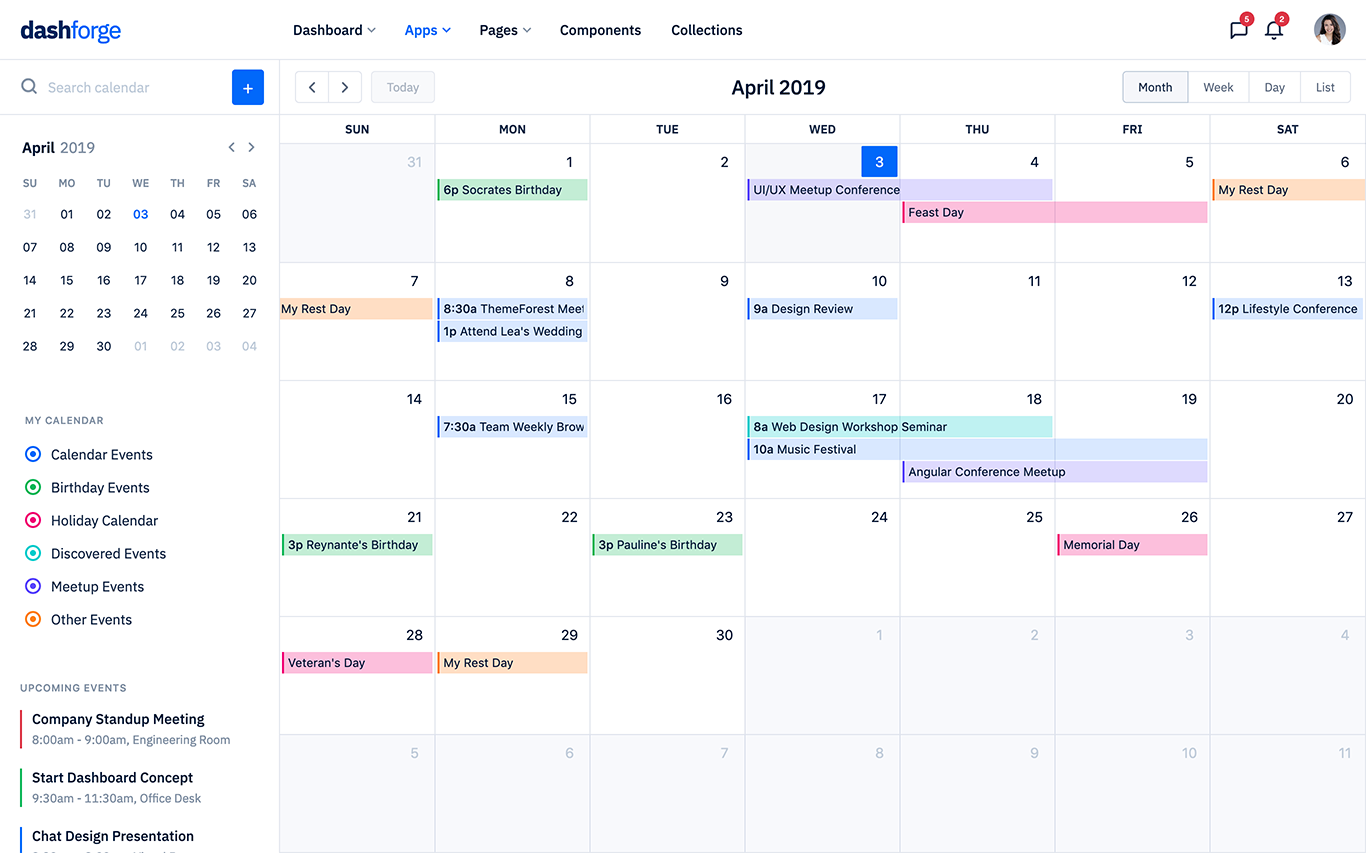 dashforge
Dashboard Apps Pages Components Collections
5 2
Search calendar +
Today
April 2019
Month Week Day List
April 2019
SU MO TU WE TH FR SA
31 01 02 03 04 05 06
07 08 09 10 11 12 13
14 15 16 17 18 19 20
21 22 23 24 25 26 27
28 29 30 01 02 03 04
MY CALENDAR
Calendar Events
Birthday Events
Holiday Calendar
Discovered Events
Meetup Events
Other Events
UPCOMING EVENTS
Company Standup Meeting
8:00am - 9:00am, Engineering Room
Start Dashboard Concept
9:30am - 11:30am, Office Desk
Chat Design Presentation
SUN MON TUE WED THU FRI SAT
31 1 2 3 4 5 6
6p Socrates Birthday UI/UX Meetup Conference My Rest Day
Feast Day
7 8 9 10 11 12 13
My Rest Day 8:30a ThemeForest Meet 9a Design Review 12p Lifestyle Conference
1p Attend Lea's Wedding
14 15 16 17 18 19 20
7:30a Team Weekly Brow 8a Web Design Workshop Seminar
10a Music Festival
Angular Conference Meetup
21 22 23 24 25 26 27
3p Reynante's Birthday 3p Pauline's Birthday Memorial Day
28 29 30 1 2 3 4
Veteran's Day My Rest Day
5 6 7 8 9 10 11